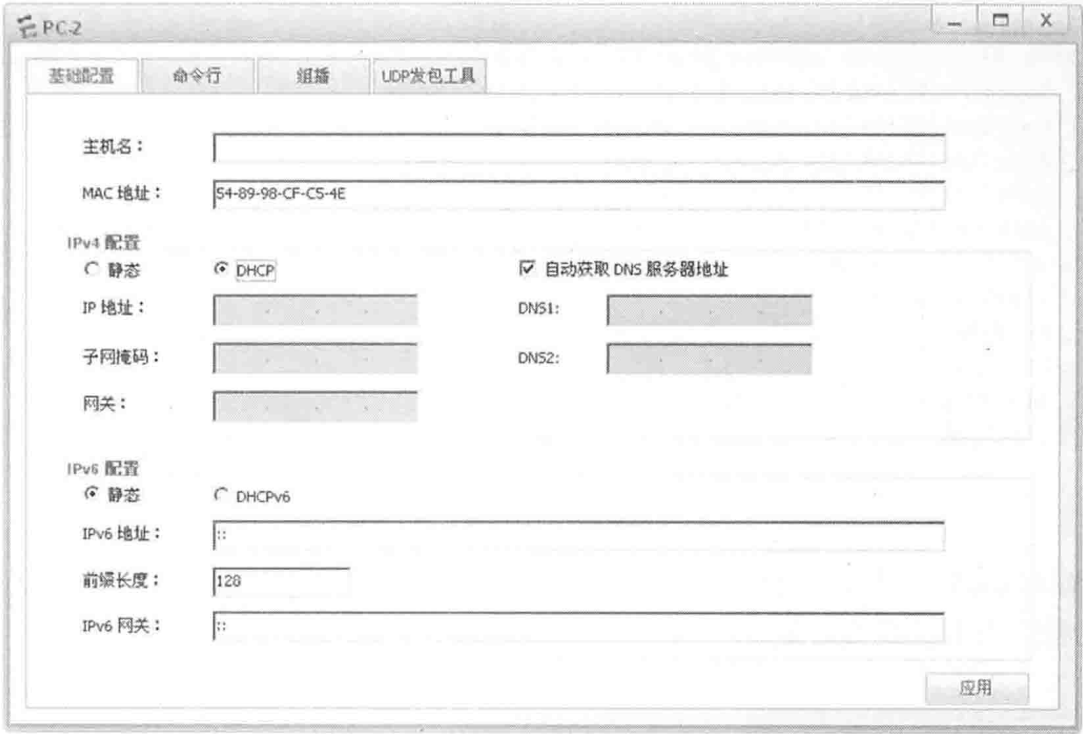 PC-2
基础配置 命令行 组播 UDP发包工具
主机名：
MAC 地址： 54-89-98-CF-C5-4E
IPv4 配置
静态 DHCP 自动获取 DNS 服务器地址
IP 地址： DNS1:
子网掩码： DNS2:
网关：
IPv6 配置
静态 DHCPv6
IPv6 地址： ::
前缀长度： 128
IPv6 网关： ::
应用